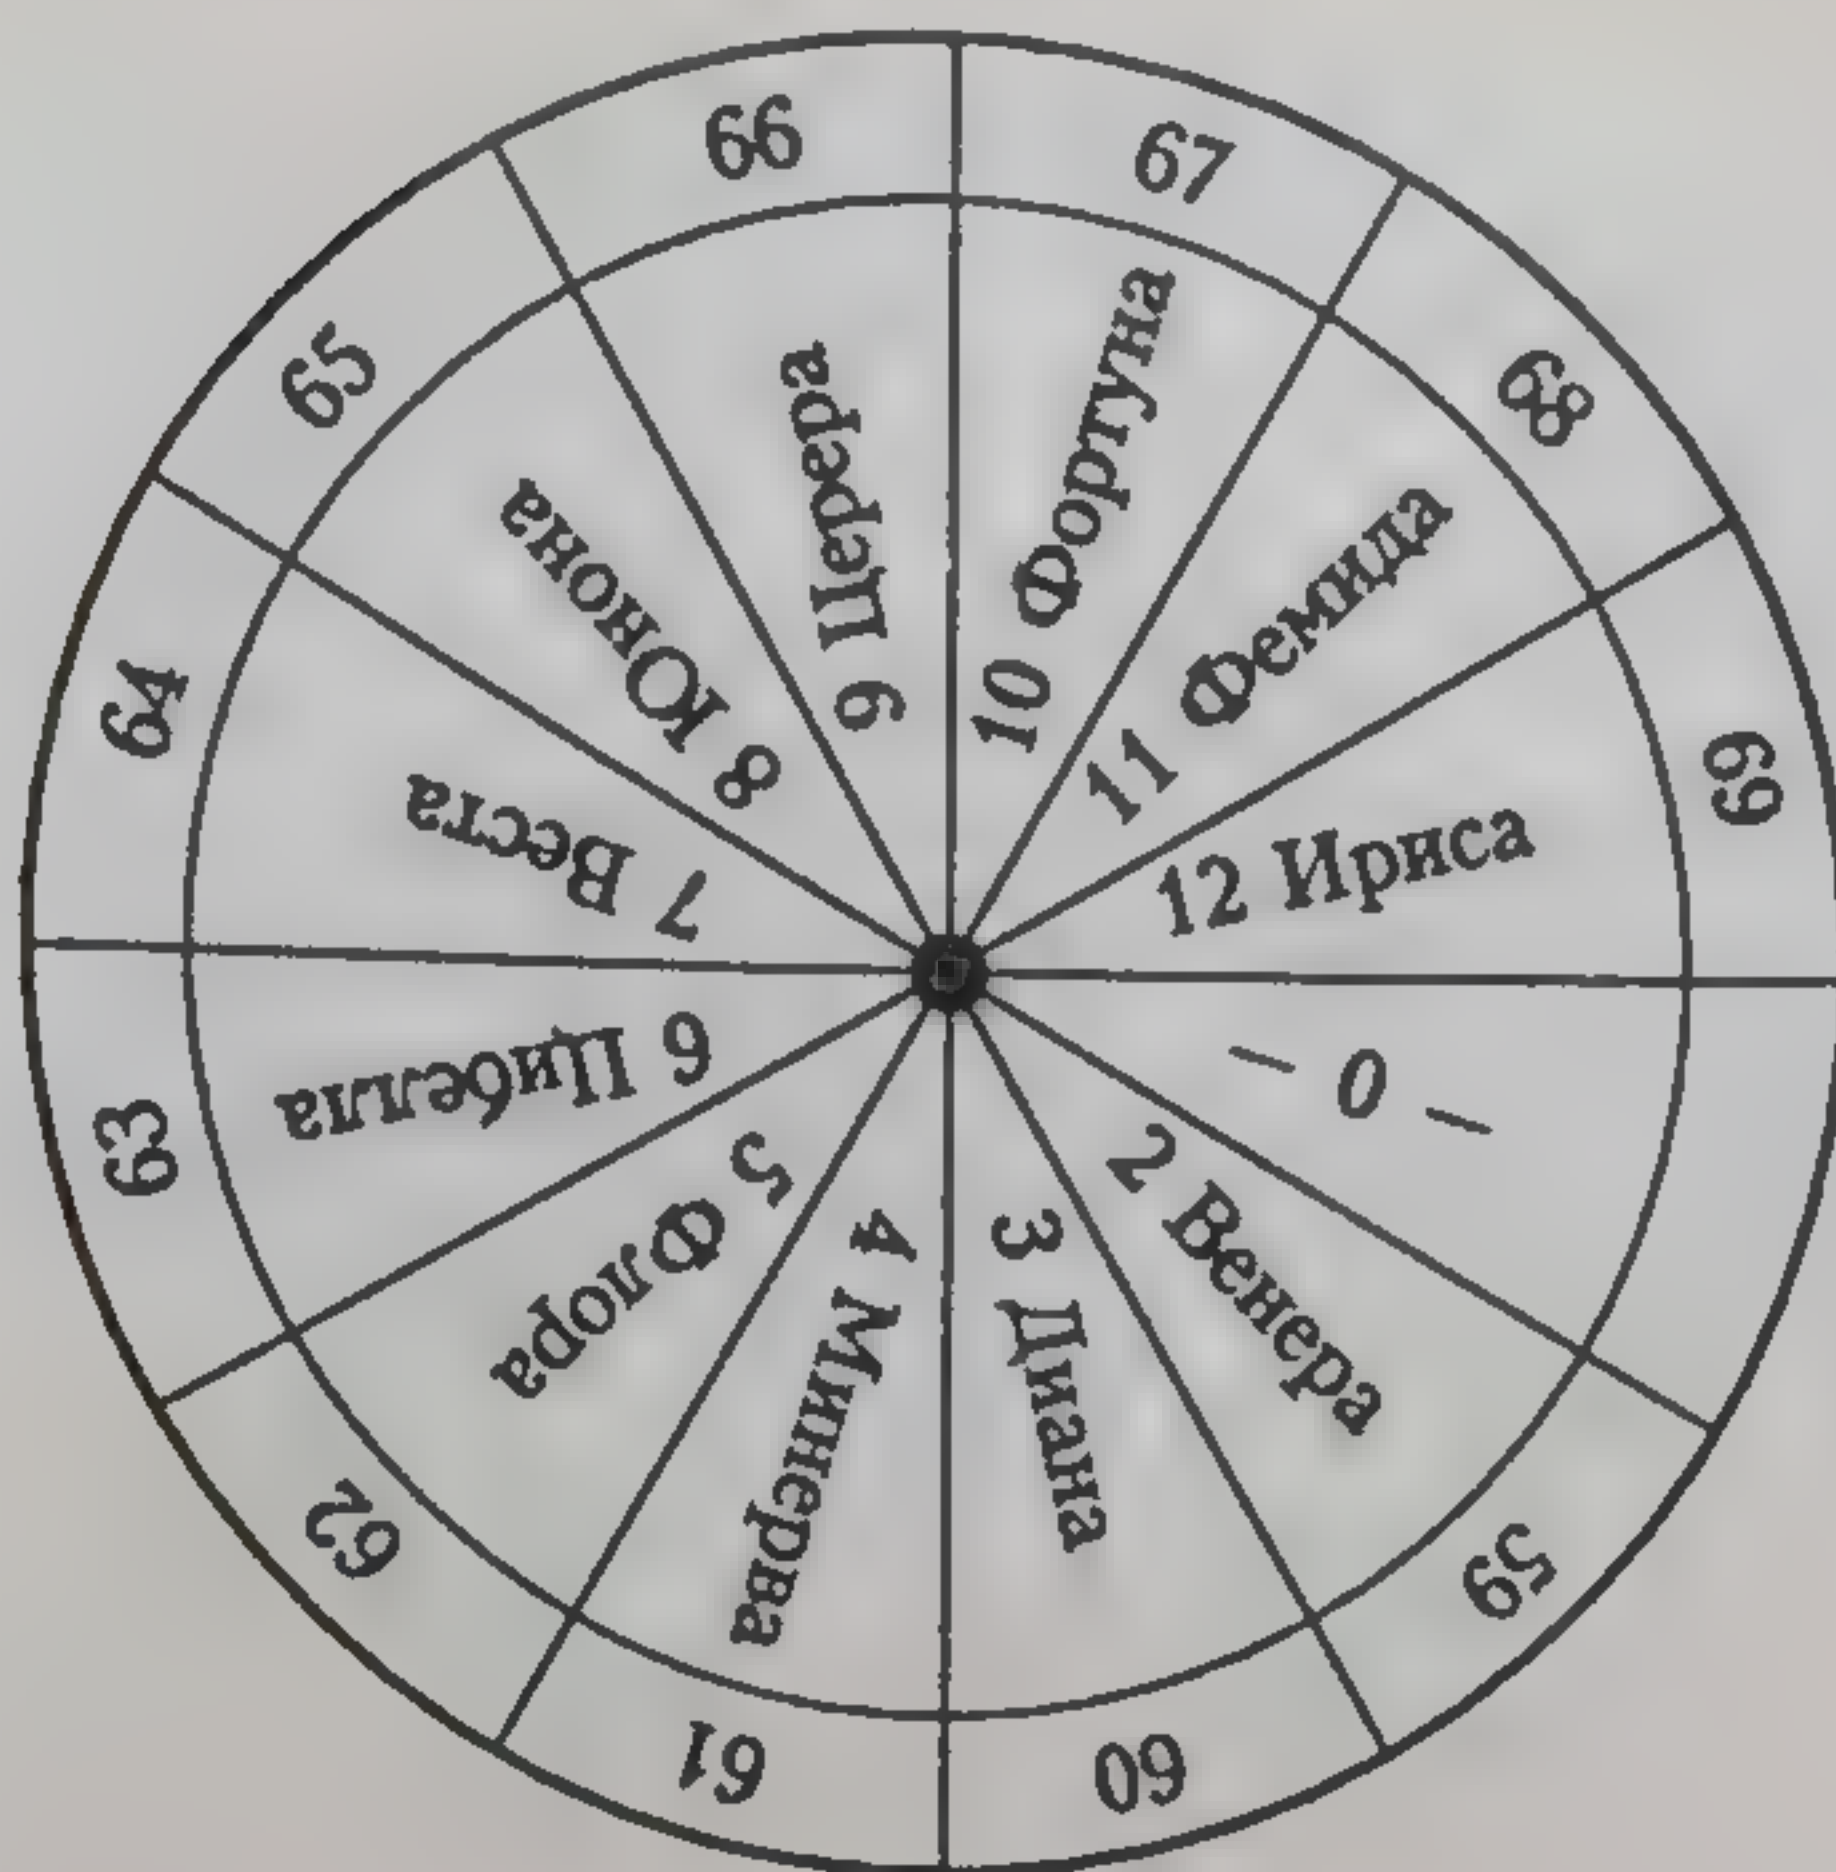 66
67
68
69
59
60
61
62
63
64
65
– 0 –
2 Венера
3 Диана
4 Минерва
5 Флора
6 Цибелла
7 Веста
8 Юнона
9 Церера
10 Фортуна
11 Фемида
12 Ириса